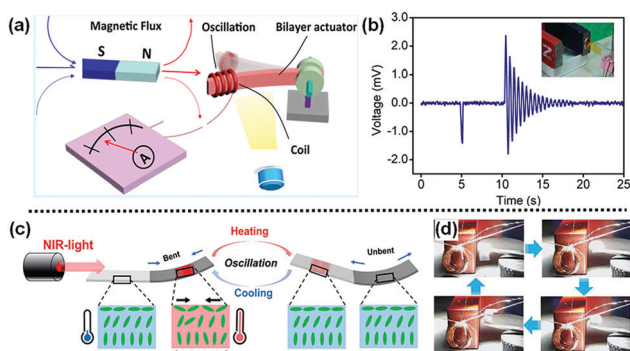 (a)
Magnetic Flux
Oscillation
Bilayer actuator
S N
Coil
A
(b)
Voltage (mV)
3.0
2.0
1.0
0.0
-1.0
-2.0
0 5 10 15 20 25
Time (s)
N
(c)
NIR-light
Bent
Heating
Oscillation
Cooling
Unbent
(d)